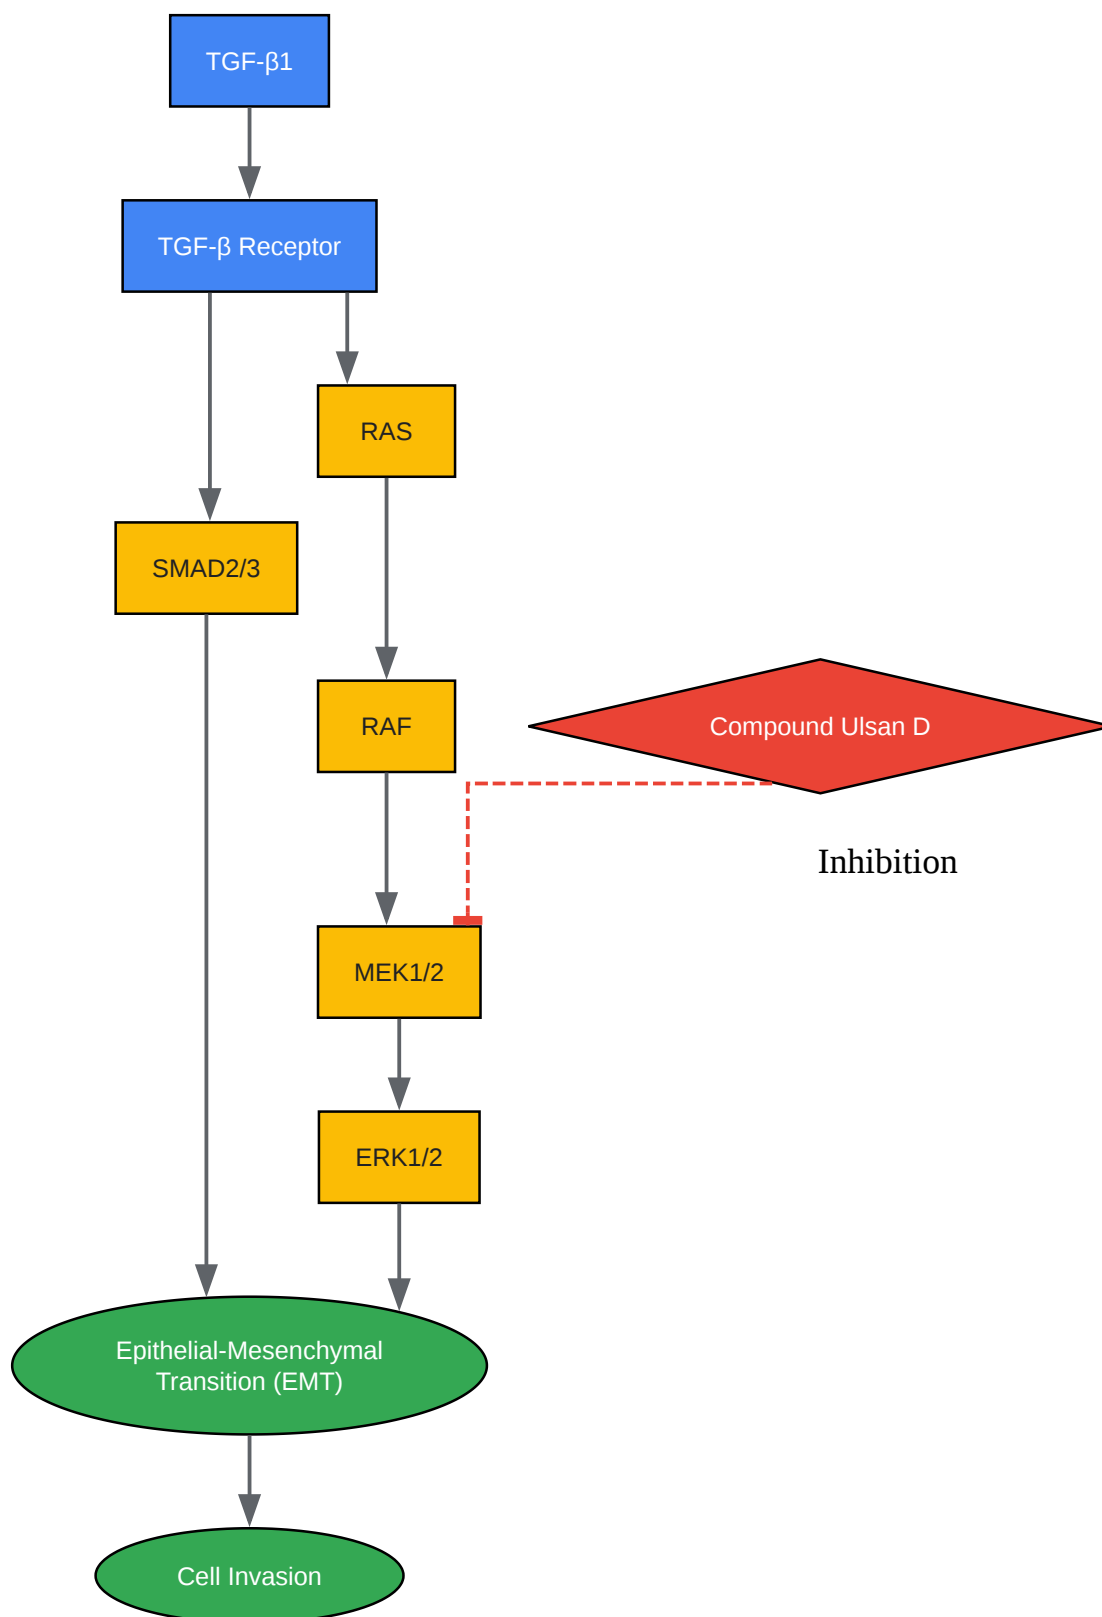 TGF-β1
TGF-β Receptor
RAS
SMAD2/3
RAF
Compound Ulsan D
Inhibition
MEK1/2
ERK1/2
Epithelial-Mesenchymal
Transition (EMT)
Cell Invasion